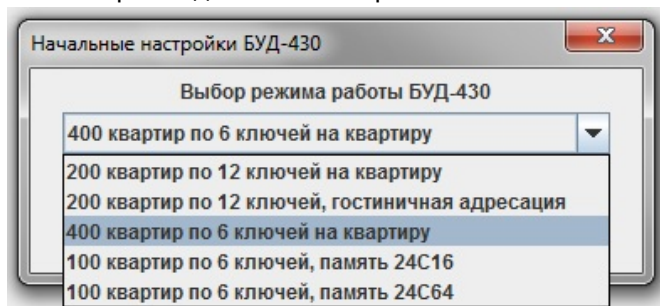 Начальные настройки БУД-430
Выбор режима работы БУД-430
400 квартир по 6 ключей на квартиру
200 квартир по 12 ключей на квартиру
200 квартир по 12 ключей, гостиничная адресация
400 квартир по 6 ключей на квартиру
100 квартир по 6 ключей, память 24С16
100 квартир по 6 ключей, память 24С64